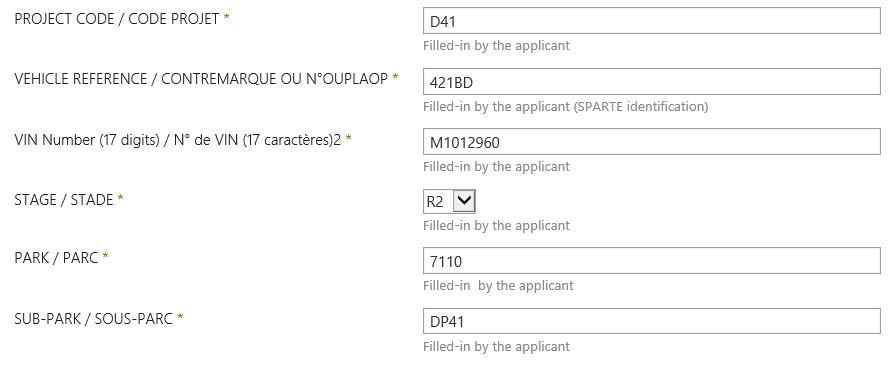 PROJECT CODE / CODE PROJET *
D41
Filled-in by the applicant
VEHICLE REFERENCE / CONTREMARQUE OU N°OUPLAOP *
421BD
Filled-in by the applicant (SPARTE identification)
VIN Number (17 digits) / N° de VIN (17 caractères)2 *
M1012960
Filled-in by the applicant
STAGE / STADE *
R2
Filled-in by the applicant
PARK / PARC *
7110
Filled-in  by the applicant
SUB-PARK / SOUS-PARC *
DP41
Filled-in by the applicant